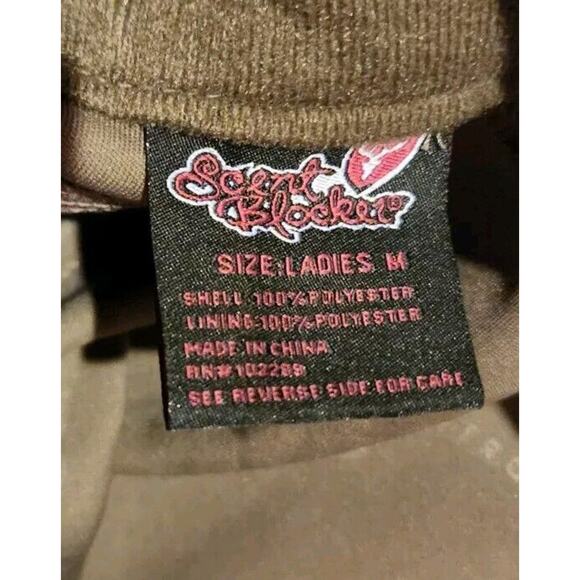 Scent
Blocker®
SIZE:LADIES M
SHELL 100% POLYESTER
LINING 100% POLYESTER
MADE IN CHINA
RN# 102289
SEE REVERSE SIDE FOR CARE